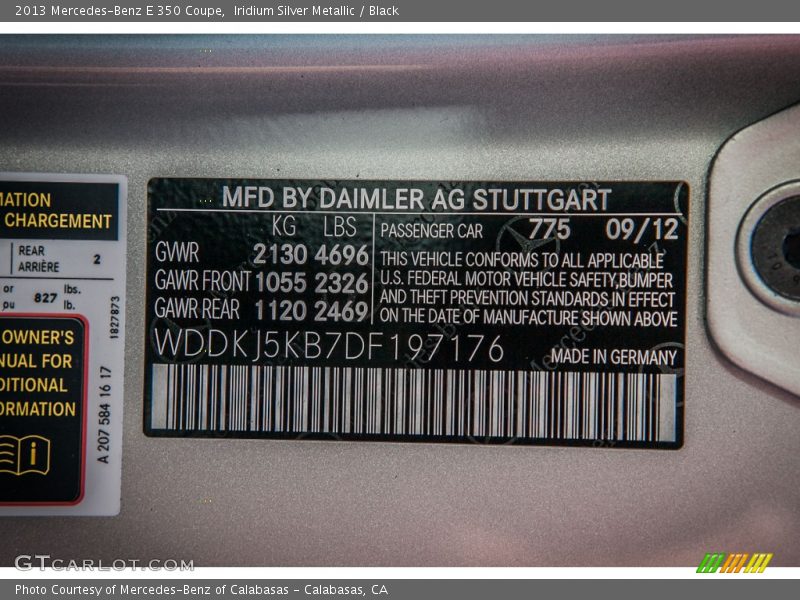 2013 Mercedes-Benz E 350 Coupe, Iridium Silver Metallic / Black
MATION
CHARGEMENT
REAR
ARRIÈRE 2
or
pu 827 lbs.
lb.
1827873
OWNER'S
NUAL FOR
DITIONAL
ORMATION
i
A 207 584 16 17
MFD BY DAIMLER AG STUTTGART
KG LBS
GVWR 2130 4696
GAWR FRONT 1055 2326
GAWR REAR 1120 2469
PASSENGER CAR 775 09/12
THIS VEHICLE CONFORMS TO ALL APPLICABLE
U.S. FEDERAL MOTOR VEHICLE SAFETY,BUMPER
AND THEFT PREVENTION STANDARDS IN EFFECT
ON THE DATE OF MANUFACTURE SHOWN ABOVE
WDDKJ5KB7DF197176 MADE IN GERMANY
GTCARLOT.COM
Photo Courtesy of Mercedes-Benz of Calabasas - Calabasas, CA